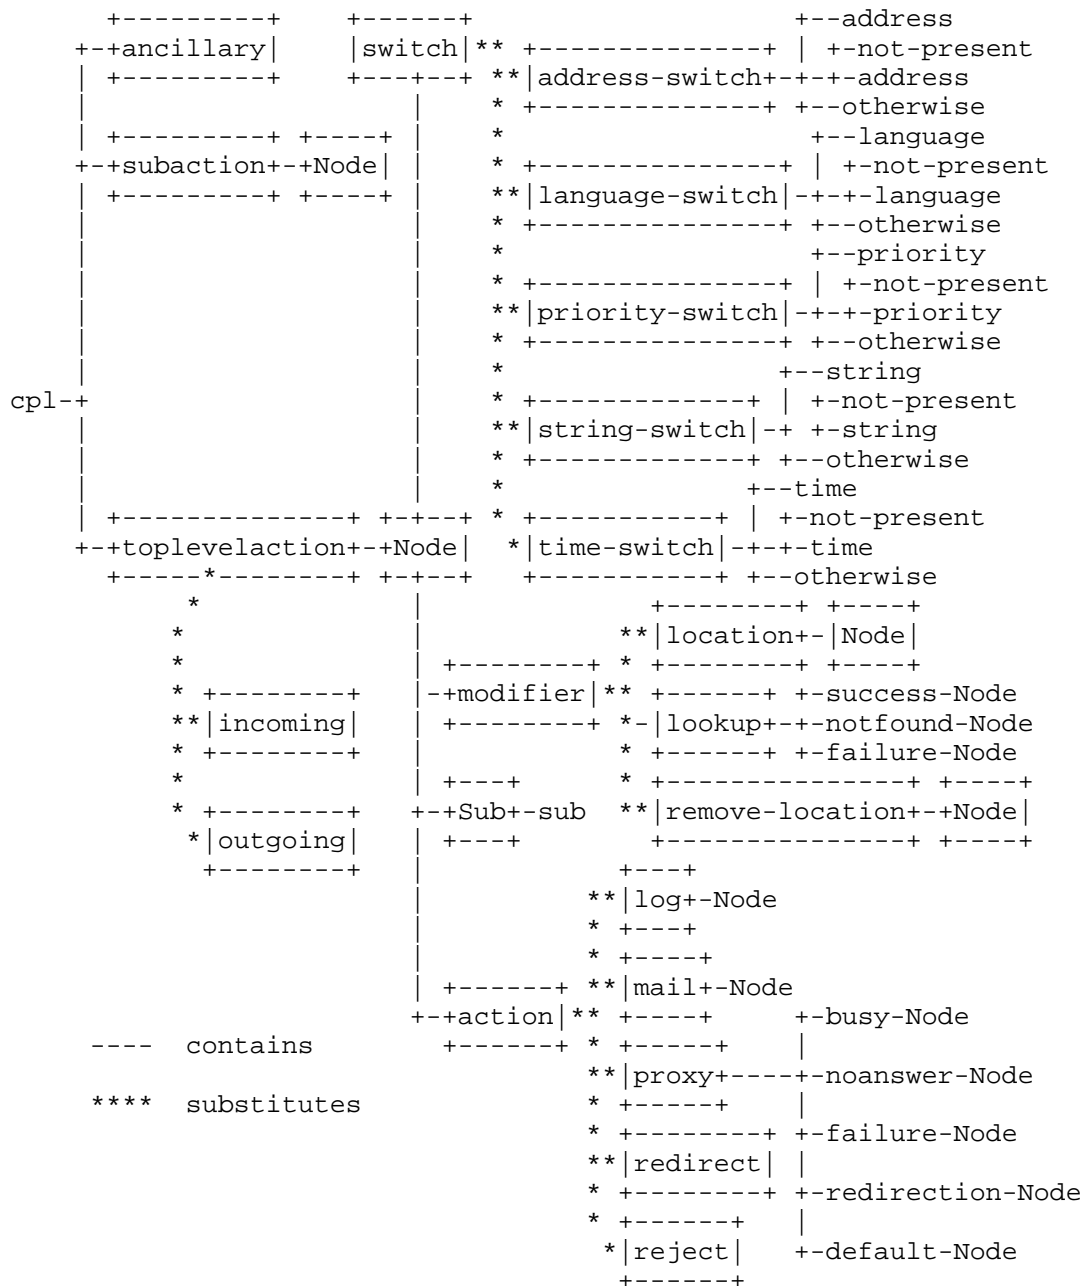 +---------+    +------+                    +--address
    +-+ancillary|    |switch|** +--------------+ | +-not-present
    | +---------+    +---+--+ **|address-switch+-+-+-address
    |                    |    * +--------------+ +--otherwise
    | +---------+ +----+ |    *                   +--language
    +-+subaction+-+Node| |    * +---------------+ | +-not-present
    | +---------+ +----+ |    **|language-switch|-+-+-language
    |                    |    * +---------------+ +--otherwise
    |                    |    *                   +--priority
    |                    |    * +---------------+ | +-not-present
    |                    |    **|priority-switch|-+-+-priority
    |                    |    * +---------------+ +--otherwise
    |                    |    *                 +--string
cpl-+                    |    * +-------------+ | +-not-present
    |                    |    **|string-switch|-+ +-string
    |                    |    * +-------------+ +--otherwise
    |                    |    *               +--time
    | +--------------+ +-+--+ * +-----------+ | +-not-present
    +-+toplevelaction+-+Node|  *|time-switch|-+-+-time
      +-----*--------+ +-+--+   +-----------+ +--otherwise
           *             |              +--------+ +----+
          *              |            **|location+-|Node|
          *              | +--------+ * +--------+ +----+
          * +--------+   |-+modifier|** +------+ +-success-Node
          **|incoming|   | +--------+ *-|lookup+-+-notfound-Node
          * +--------+   |            * +------+ +-failure-Node
          *              | +---+      * +---------------+ +----+
          * +--------+   +-+Sub+-sub  **|remove-location+-+Node|
           *|outgoing|   | +---+        +---------------+ +----+
            +--------+   |            +----+
                         |          **|log+-Node
                         |          * +---+
                         |          * +----+
                         | +------+ **|mail+-Node
                         +-+action|** +----+     +-busy-Node
     ----  contains        +------+ * +-----+    |
                                    **|proxy+----+-noanswer-Node
     ****  substitutes              * +-----+    |
                                    * +--------+ +-failure-Node
                                    **|redirect| |
                                    * +--------+ +-redirection-Node
                                    * +------+   |
                                     *|reject|   +-default-Node
                                      +------+